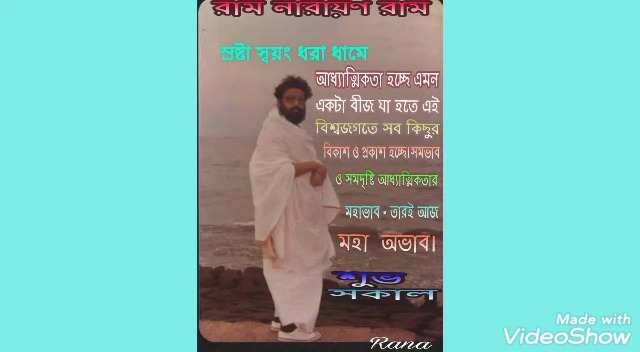 রাম নারায়ণ রাম
স্রষ্টা স্বয়ং ধরা ধামে
আধ্যাত্মিকতা হচ্ছে এমন
একটা বীজ যা হতে এই
বিশ্বজগতে সব কিছুর
বিকাশ ও প্রকাশ হচ্ছে।সমভাব
ও সমদৃষ্টি আধ্যাত্মিকতার
মহাভাব - তারই আজ
মহা অভাব।
শুভ
সকাল
Rana
Made with
VideoShow